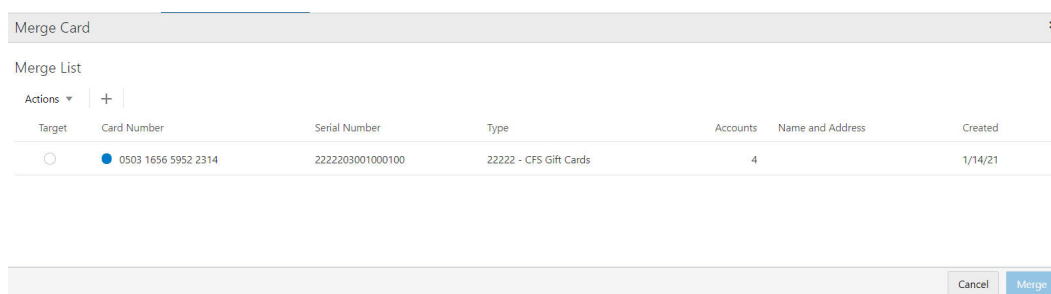 Merge Card
Merge List
Actions
Target Card Number Serial Number Type Accounts Name and Address Created
0503 1656 5952 2314 2222203001000100 22222 - CFS Gift Cards 4 1/14/21
Cancel Merge